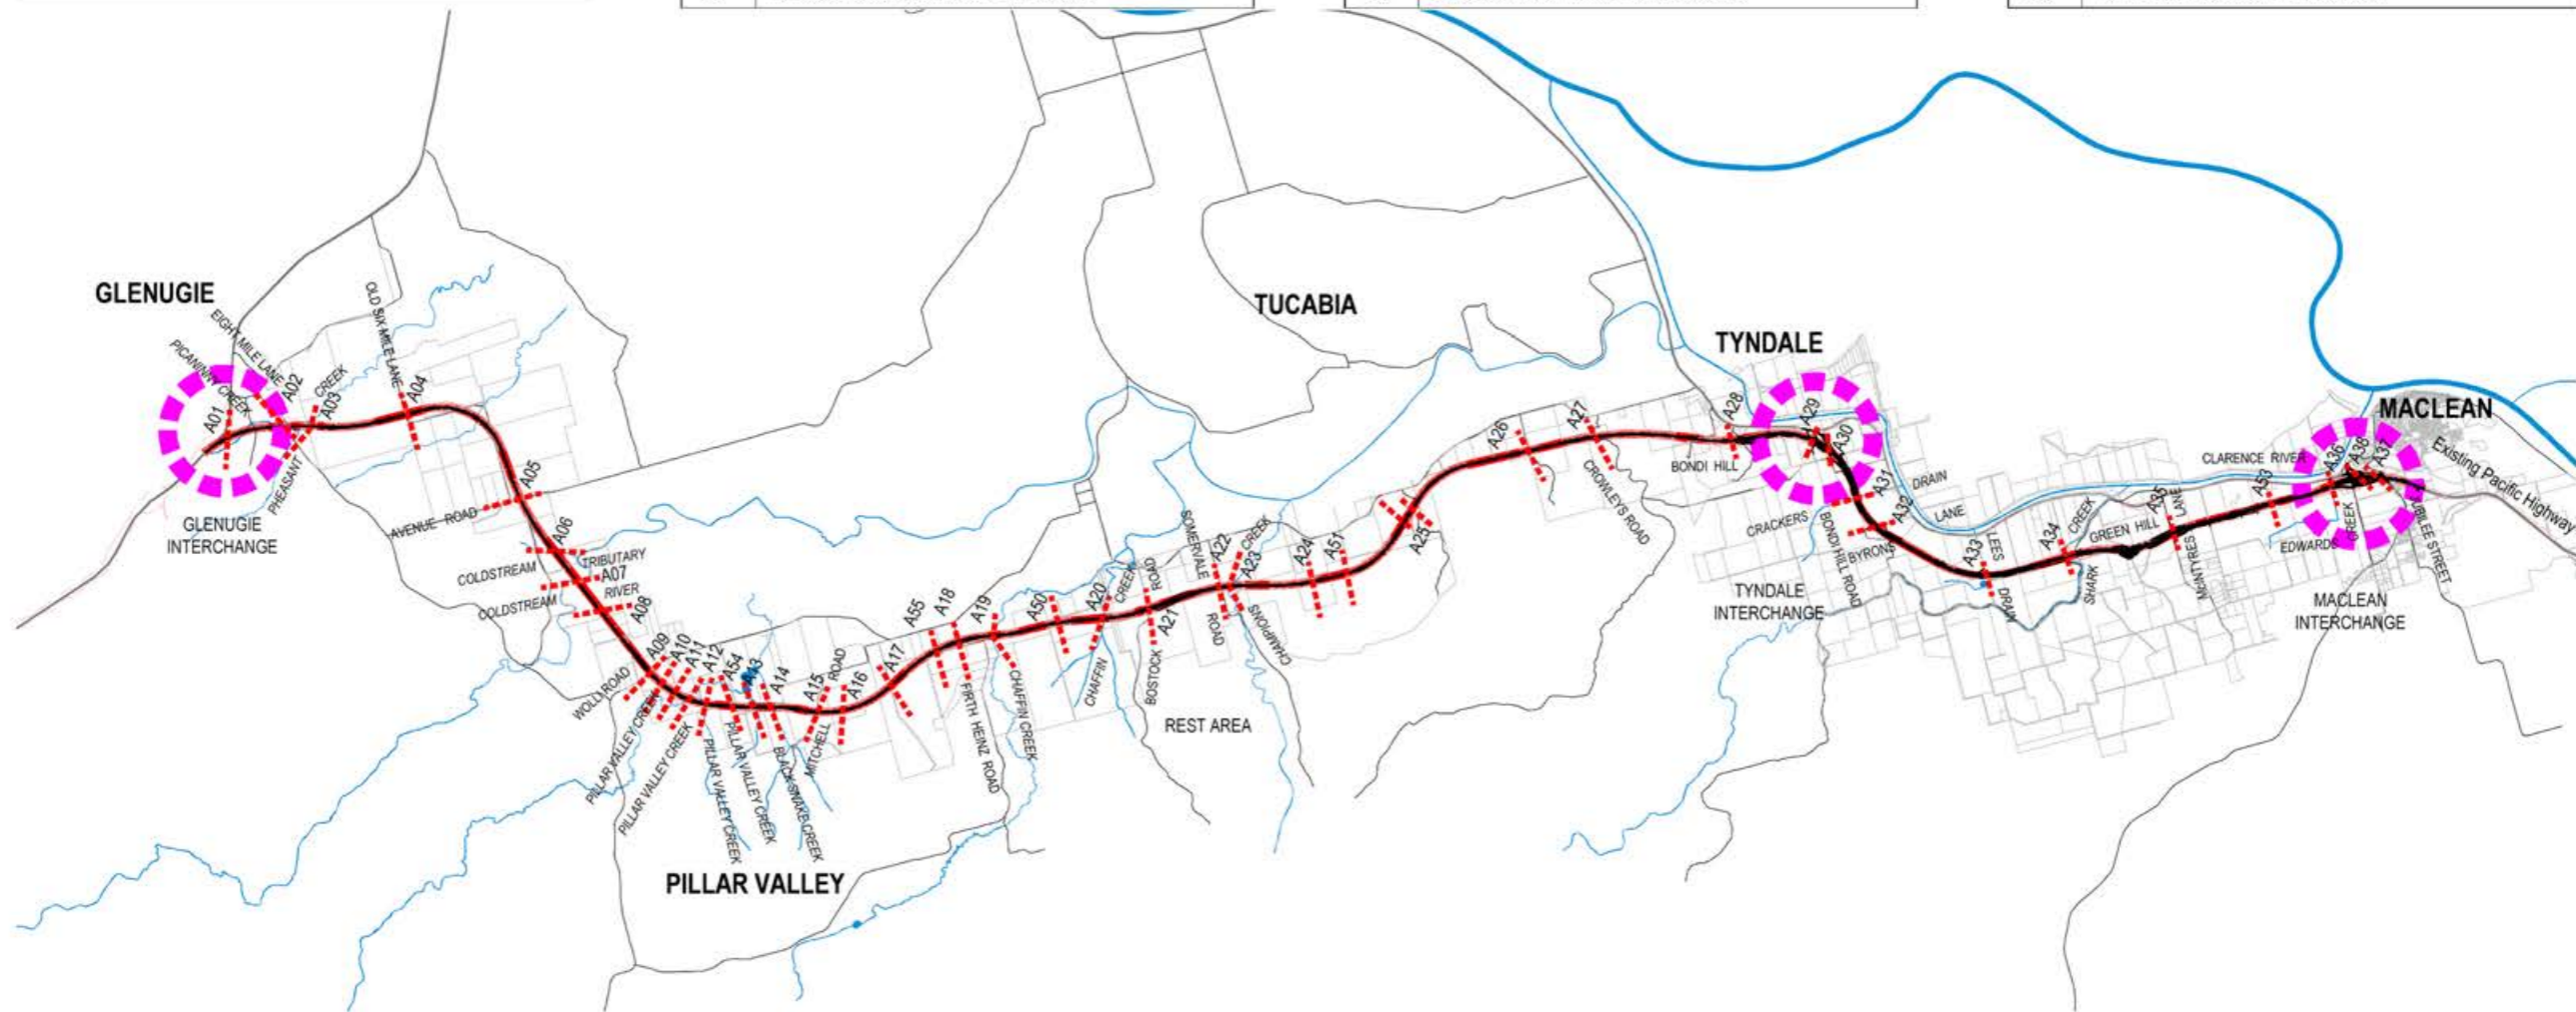 GLENUGIE
EIGHT MILE LANE
PICANINNY CREEK
A01
A02
CREEK
A03
PHEASANT
OLD SIX MILE LANE
A04
GLENUGIE
INTERCHANGE
AVENUE ROAD
A05
A06
COLDSTREAM
TRIBUTARY
A07
COLDSTREAM
RIVER
A08
WOLLI ROAD
A09
A10
A11
A12
A54
A13
A14
A15
ROAD
A16
A17
PILLAR VALLEY CREEK
PILLAR VALLEY CREEK
PILLAR VALLEY CREEK
PILLAR VALLEY CREEK
BLACK SNAKE CREEK
MITCHELL
PILLAR VALLEY
A55
A18
A19
FIRTH HEINZ ROAD
CHAFFIN CREEK
A50
A20
CREEK
CHAFFIN
ROAD
A21
BOSTOCK
REST AREA
SOMERVALE
A22
CREEK
A23
ROAD
CHAMPIONS
A24
A51
A25
TUCABIA
A26
A27
CROWLEYS ROAD
TYNDALE
A28
BONDI HILL
A29
A30
A31
A32
DRAIN
CRACKERS
BONDI HILL ROAD
BYRONS
LANE
TYNDALE
INTERCHANGE
A33
LEES
DRAIN
A34
CREEK
SHARK
GREEN HILL
A35
LANE
McINTYRES
CLARENCE RIVER
A53
A36
A38
A37
EDWARDS
CREEK
JUBILEE STREET
MACLEAN
Existing Pacific Highway
MACLEAN
INTERCHANGE